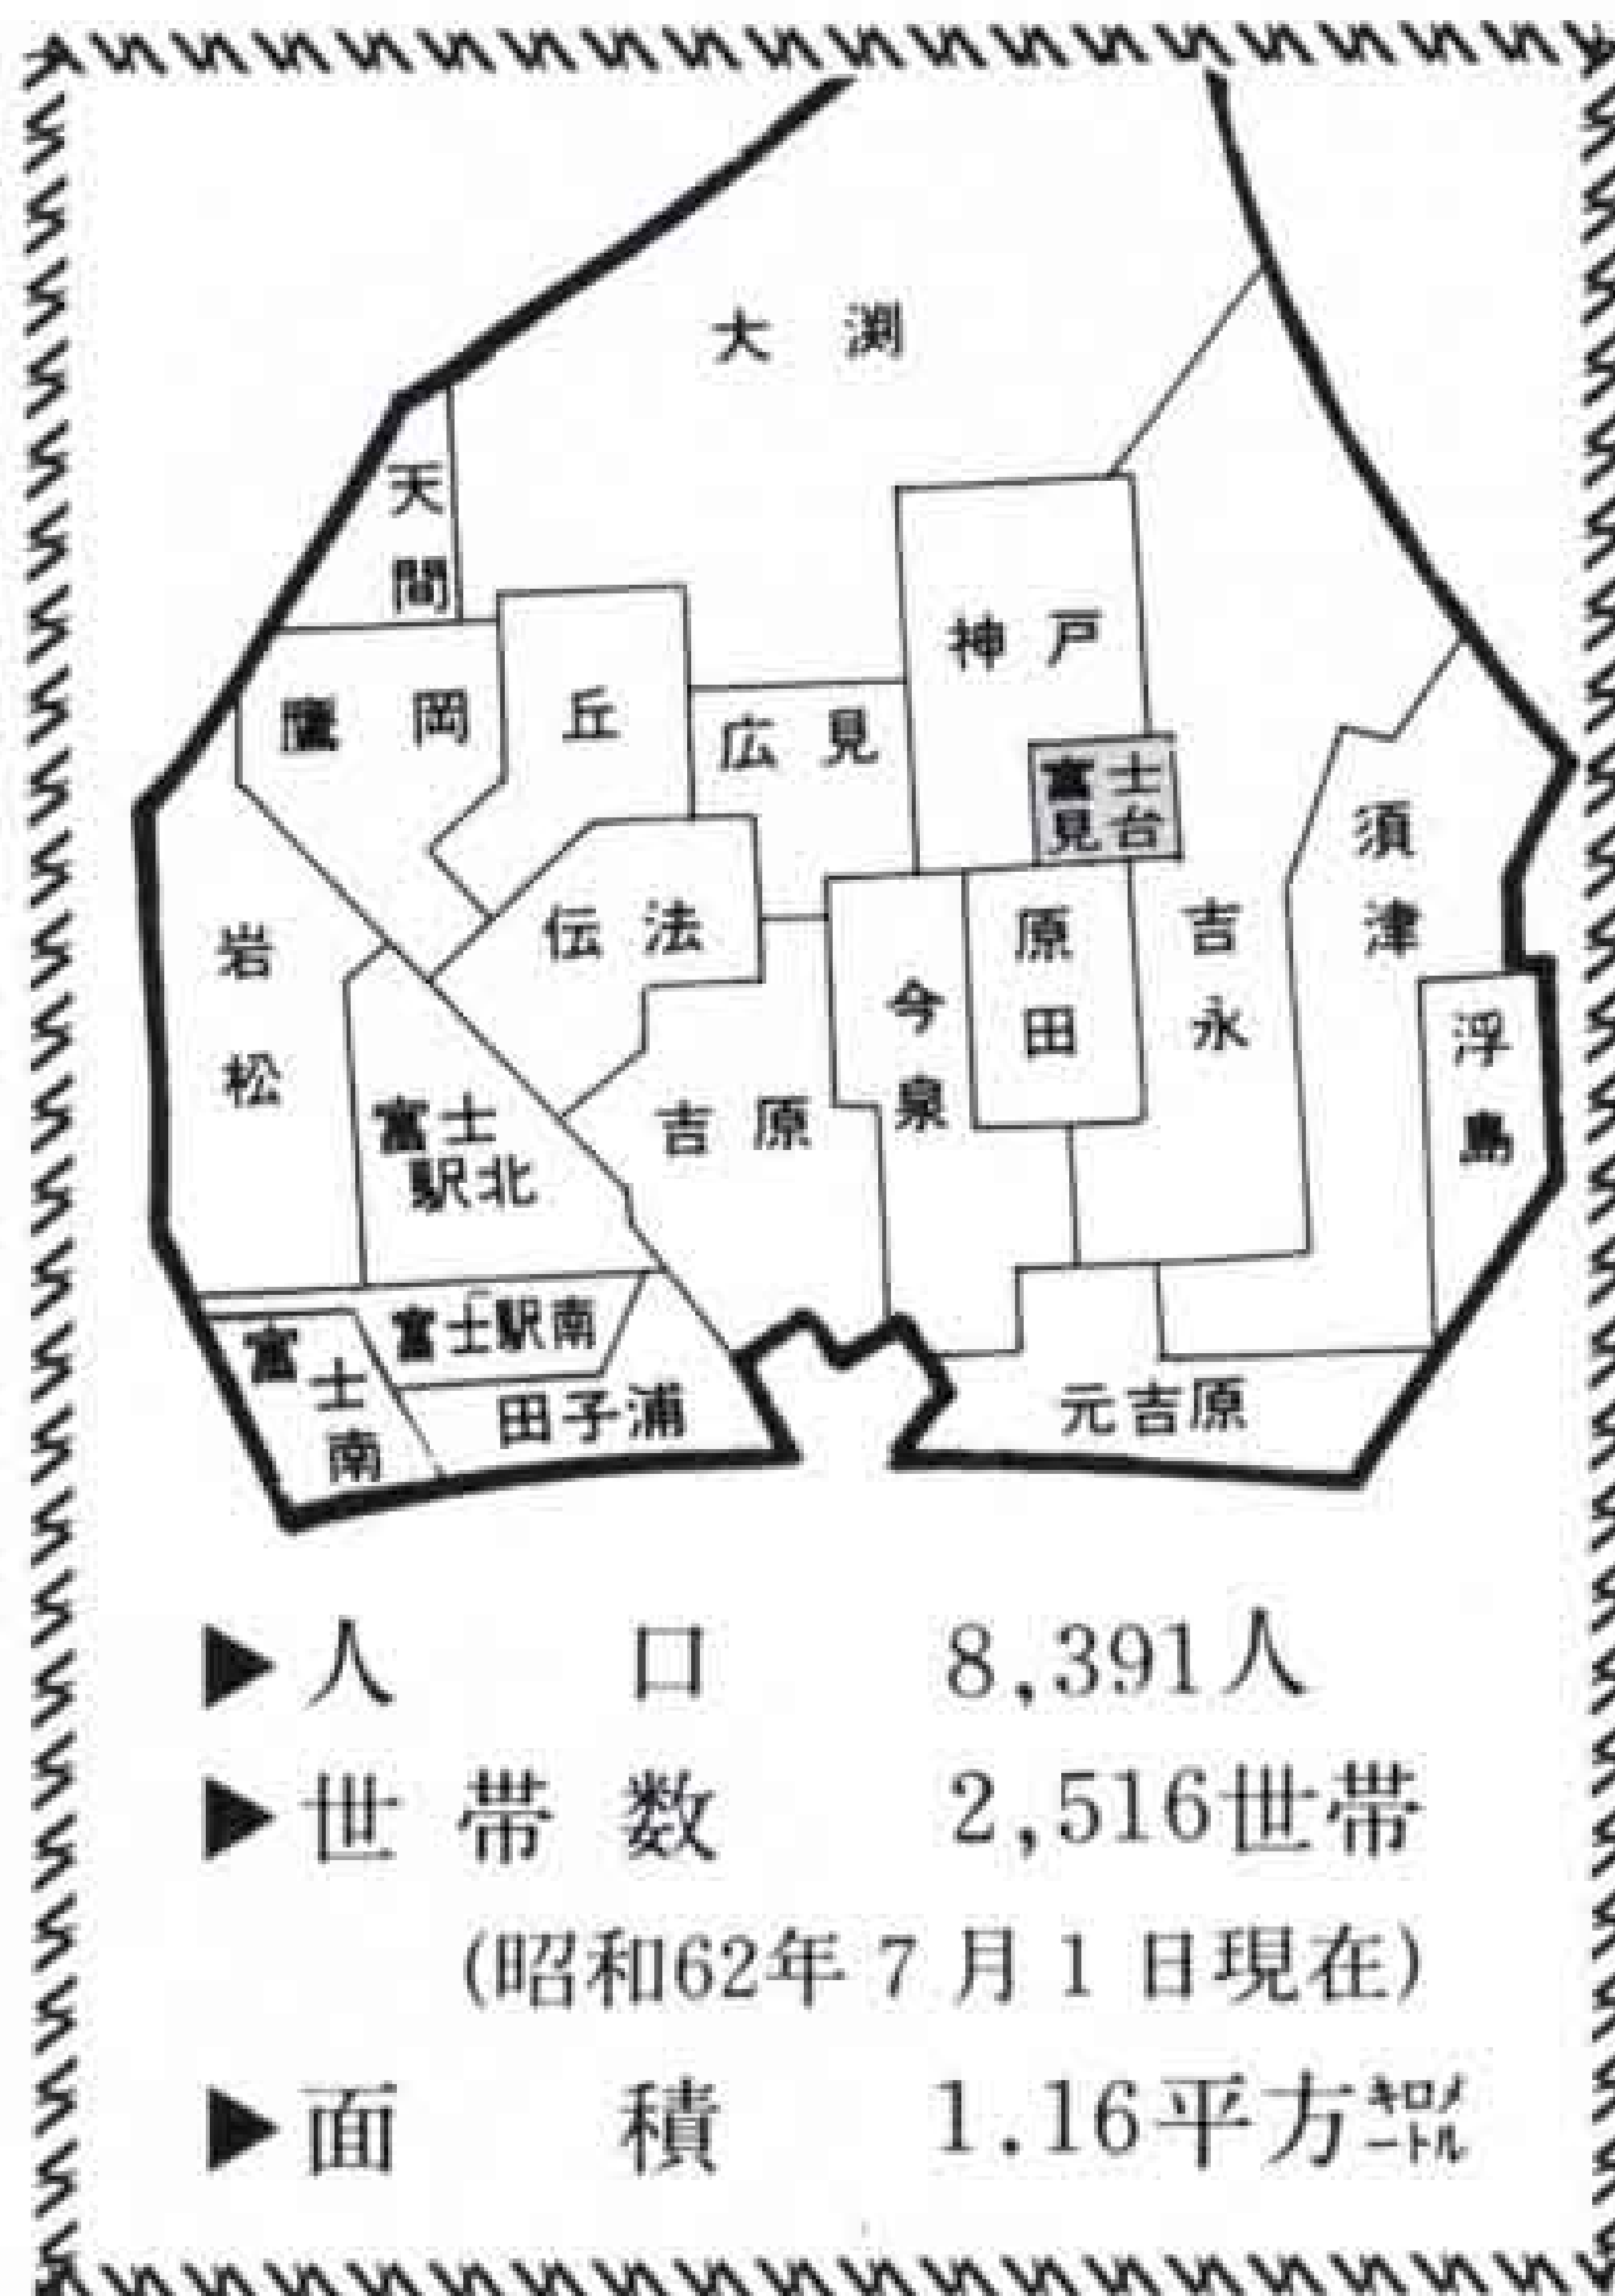 大渕
天間
神戸
鷹岡
丘
広見
富士
見台
須津
岩松
伝法
原田
吉永
今泉
浮島
富士
駅北
吉原
富士駅南
富士南
田子浦
元吉原
▶人口 8,391人
▶世帯数 2,516世帯
(昭和62年7月1日現在)
▶面積 1.16平方キロメートル